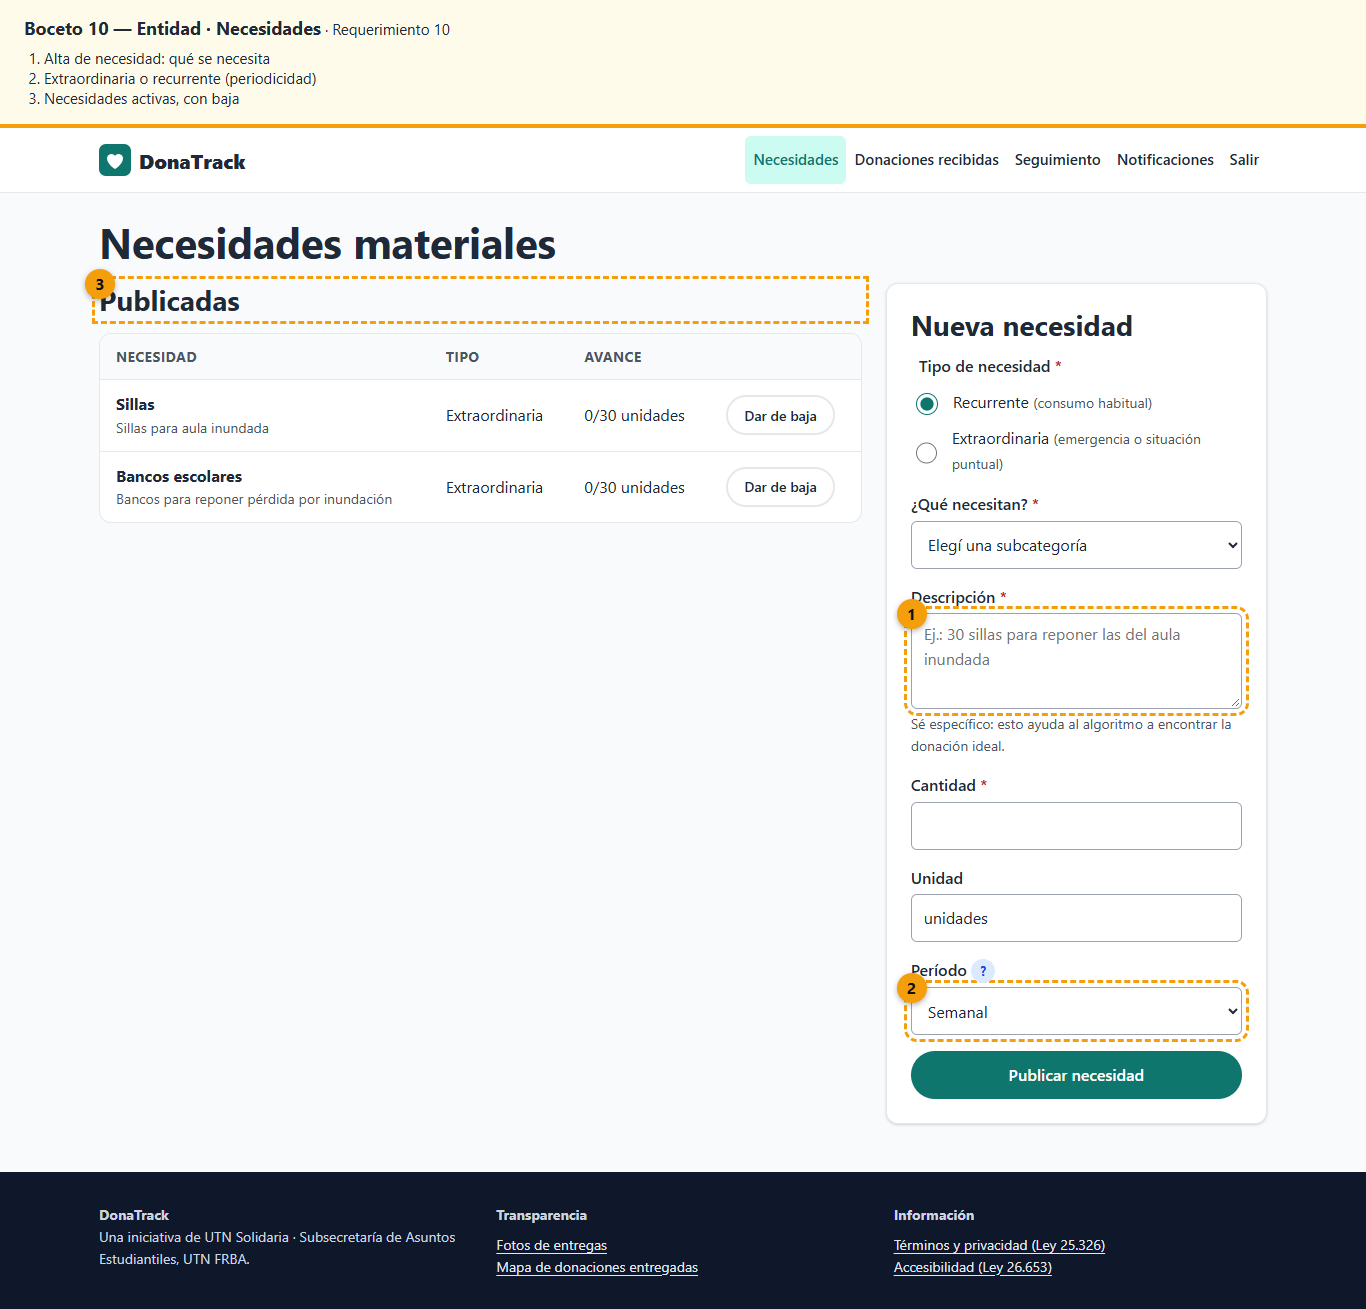 Boceto 10 — Entidad · Necesidades · Requerimiento 10
1. Alta de necesidad: qué se necesita
2. Extraordinaria o recurrente (periodicidad)
3. Necesidades activas, con baja
DonaTrack
Necesidades Donaciones recibidas Seguimiento Notificaciones Salir
Necesidades materiales
3
Publicadas
NECESIDAD TIPO AVANCE
Sillas
Sillas para aula inundada
Extraordinaria 0/30 unidades Dar de baja
Bancos escolares
Bancos para reponer pérdida por inundación
Extraordinaria 0/30 unidades Dar de baja
Nueva necesidad
Tipo de necesidad *
Recurrente (consumo habitual)
Extraordinaria (emergencia o situación
puntual)
¿Qué necesitan? *
Elegí una subcategoría
Descripción *
1
Ej.: 30 sillas para reponer las del aula
inundada
Sé específico: esto ayuda al algoritmo a encontrar la
donación ideal.
Cantidad *
Unidad
unidades
Período ?
2
Semanal
Publicar necesidad
DonaTrack
Una iniciativa de UTN Solidaria · Subsecretaría de Asuntos
Estudiantiles, UTN FRBA.
Transparencia
Fotos de entregas
Mapa de donaciones entregadas
Información
Términos y privacidad (Ley 25.326)
Accesibilidad (Ley 26.653)